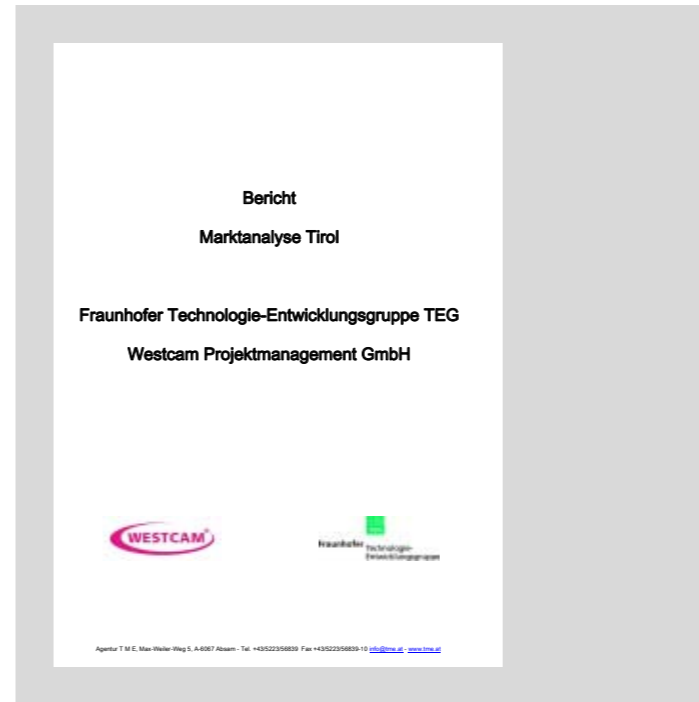 Bericht
Marktanalyse Tirol
Fraunhofer Technologie-Entwicklungsgruppe TEG
Westcam Projektmanagement GmbH
WESTCAM
Fraunhofer
Technologie-
Entwicklungsgruppe
Agentur T M E, Max-Weiler-Weg 5, A-6067 Absam - Tel. +43/5223/56839 Fax +43/5223/56839-10 info@tme.at - www.tme.at